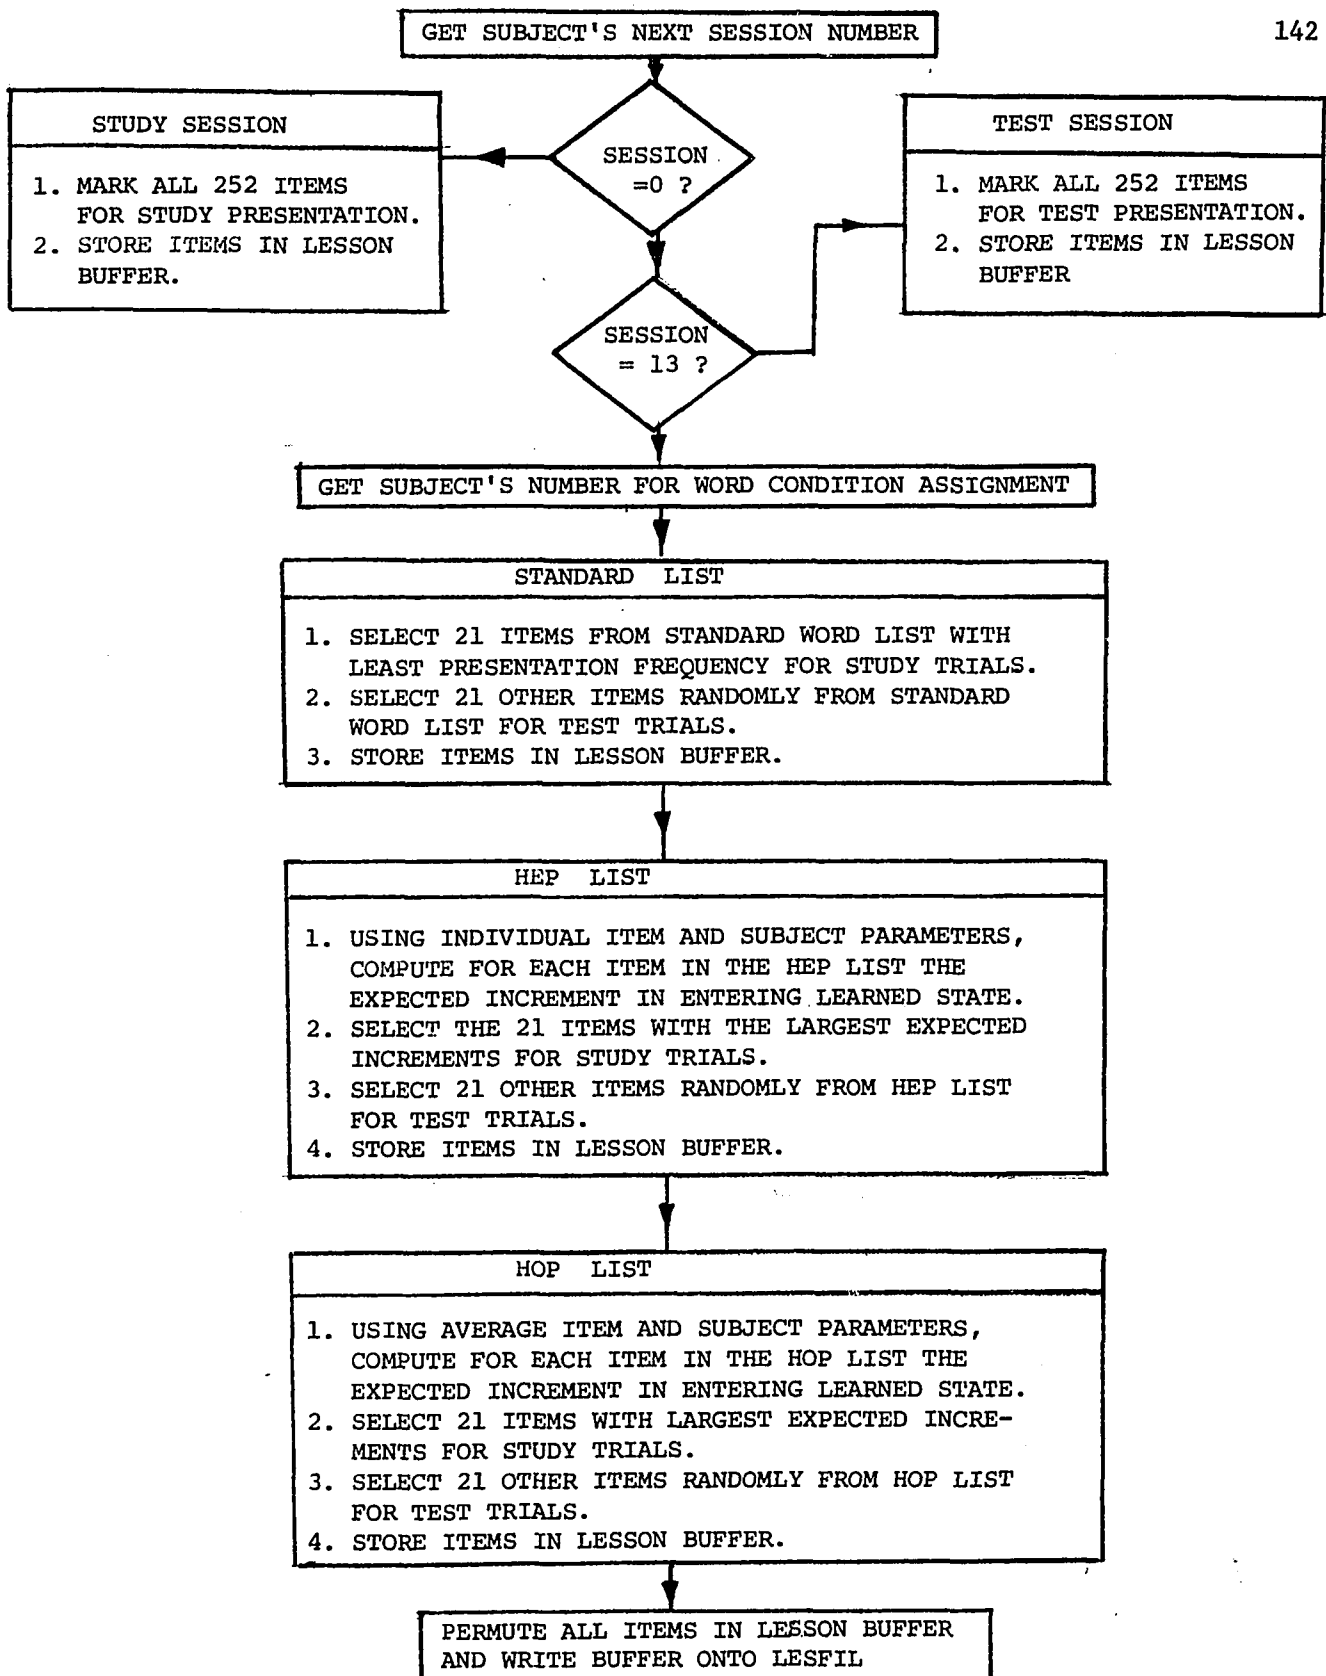 142
GET SUBJECT'S NEXT SESSION NUMBER
STUDY SESSION
1. MARK ALL 252 ITEMS
FOR STUDY PRESENTATION.
2. STORE ITEMS IN LESSON
BUFFER.
SESSION
=0 ?
TEST SESSION
1. MARK ALL 252 ITEMS
FOR TEST PRESENTATION.
2. STORE ITEMS IN LESSON
BUFFER
SESSION
= 13 ?
GET SUBJECT'S NUMBER FOR WORD CONDITION ASSIGNMENT
STANDARD LIST
1. SELECT 21 ITEMS FROM STANDARD WORD LIST WITH
LEAST PRESENTATION FREQUENCY FOR STUDY TRIALS.
2. SELECT 21 OTHER ITEMS RANDOMLY FROM STANDARD
WORD LIST FOR TEST TRIALS.
3. STORE ITEMS IN LESSON BUFFER.
HEP LIST
1. USING INDIVIDUAL ITEM AND SUBJECT PARAMETERS,
COMPUTE FOR EACH ITEM IN THE HEP LIST THE
EXPECTED INCREMENT IN ENTERING LEARNED STATE.
2. SELECT THE 21 ITEMS WITH THE LARGEST EXPECTED
INCREMENTS FOR STUDY TRIALS.
3. SELECT 21 OTHER ITEMS RANDOMLY FROM HEP LIST
FOR TEST TRIALS.
4. STORE ITEMS IN LESSON BUFFER.
HOP LIST
1. USING AVERAGE ITEM AND SUBJECT PARAMETERS,
COMPUTE FOR EACH ITEM IN THE HOP LIST THE
EXPECTED INCREMENT IN ENTERING LEARNED STATE.
2. SELECT 21 ITEMS WITH LARGEST EXPECTED INCRE-
MENTS FOR STUDY TRIALS.
3. SELECT 21 OTHER ITEMS RANDOMLY FROM HOP LIST
FOR TEST TRIALS.
4. STORE ITEMS IN LESSON BUFFER.
PERMUTE ALL ITEMS IN LESSON BUFFER
AND WRITE BUFFER ONTO LESFIL